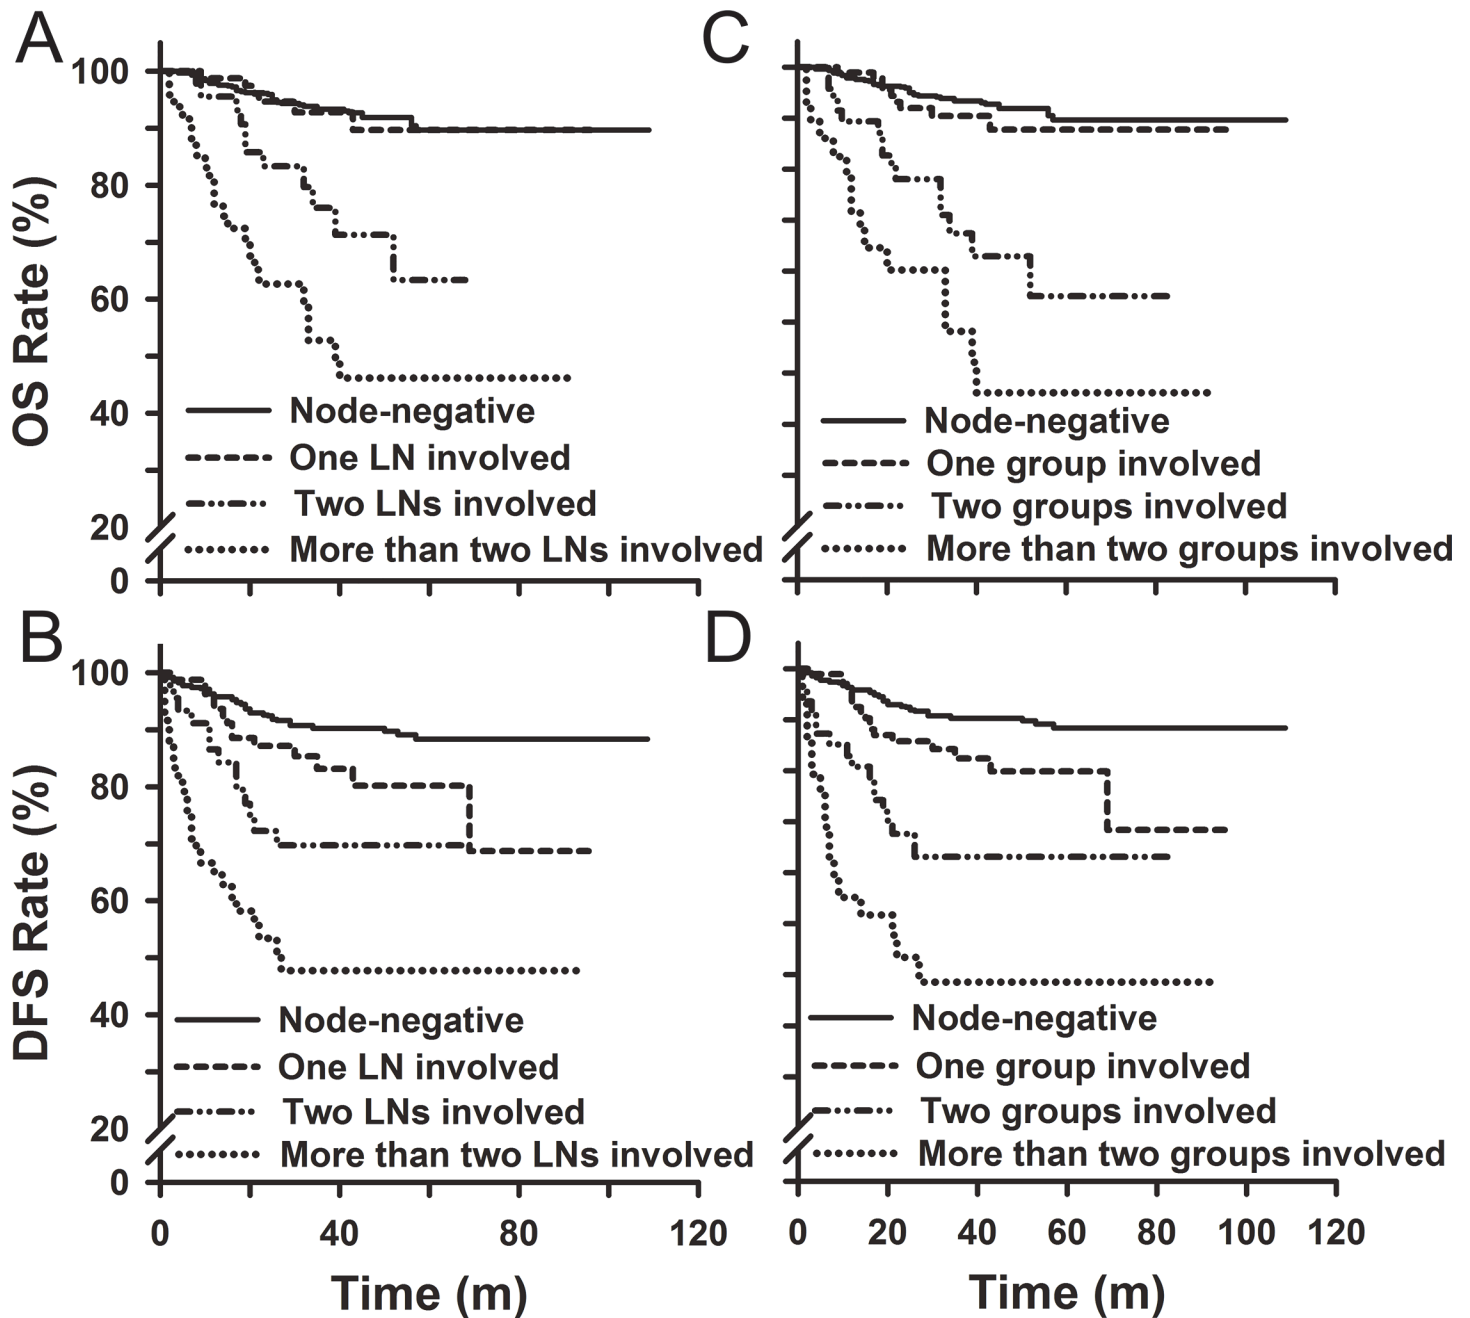 A
100
80
60
40
20
0
OS Rate (%)
Node-negative
One LN involved
Two LNs involved
More than two LNs involved
C
Node-negative
One group involved
Two groups involved
More than two groups involved
B
100
80
60
40
20
0
DFS Rate (%)
Node-negative
One LN involved
Two LNs involved
More than two LNs involved
0 40 80 120
Time (m)
D
Node-negative
One group involved
Two groups involved
More than two groups involved
0 20 40 60 80 100 120
Time (m)